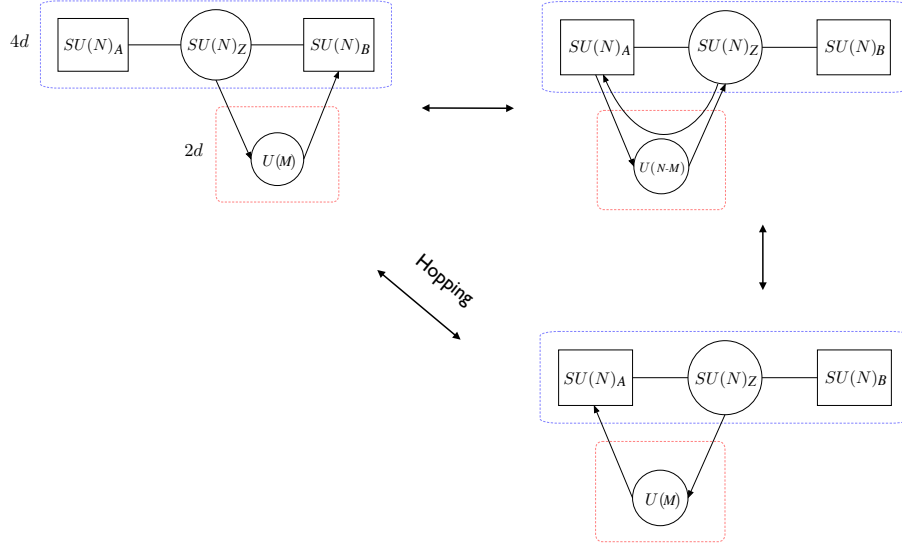 4d
SU(N)_A
SU(N)_Z
SU(N)_B
2d
U(M)
SU(N)_A
SU(N)_Z
SU(N)_B
U(N-M)
Hopping
SU(N)_A
SU(N)_Z
SU(N)_B
U(M)